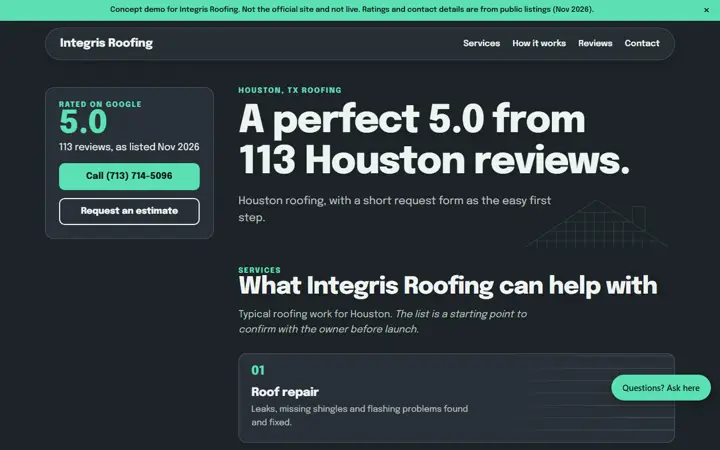 Concept demo for Integris Roofing. Not the official site and not live. Ratings and contact details are from public listings (Nov 2026).
×
Integris Roofing
Services
How it works
Reviews
Contact
RATED ON GOOGLE
5.0
113 reviews, as listed Nov 2026
Call (713) 714-5096
Request an estimate
HOUSTON, TX ROOFING
A perfect 5.0 from
113 Houston reviews.
Houston roofing, with a short request form as the easy first
step.
SERVICES
What Integris Roofing can help with
Typical roofing work for Houston. The list is a starting point to
confirm with the owner before launch.
01
Roof repair
Leaks, missing shingles and flashing problems found
and fixed.
Questions? Ask here